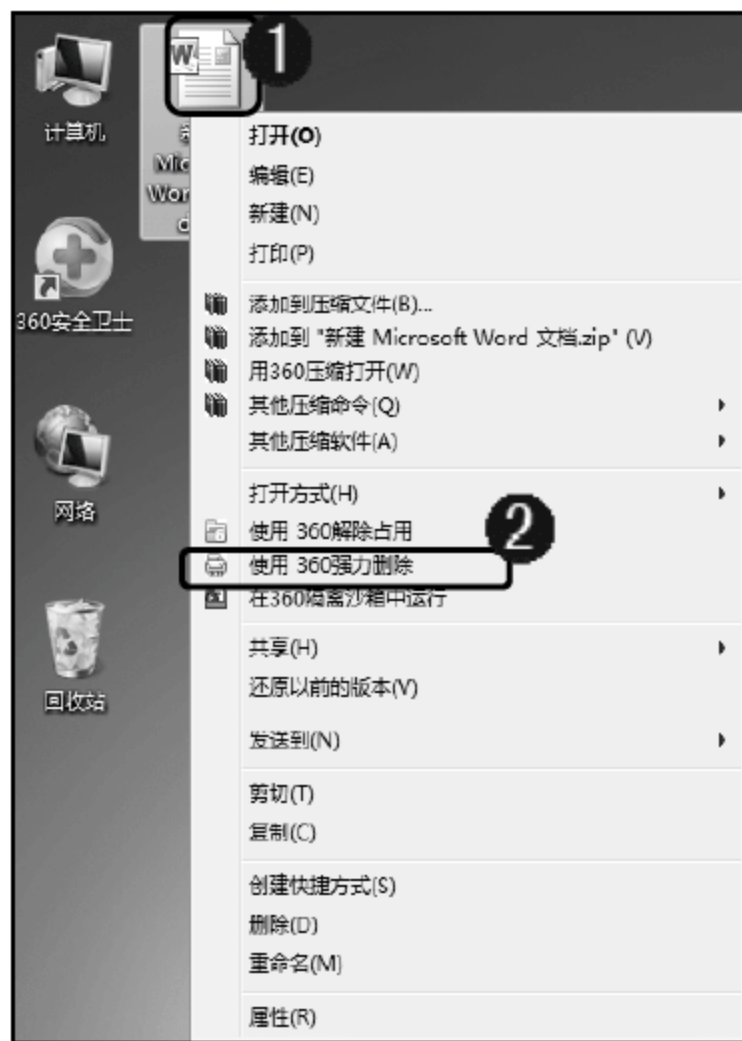 1
计算机
Mic
Wor
d
360安全卫士
网络
回收站
打开(O)
编辑(E)
新建(N)
打印(P)
添加到压缩文件(B)...
添加到 "新建 Microsoft Word 文档.zip" (V)
用360压缩打开(W)
其他压缩命令(Q)
其他压缩软件(A)
打开方式(H)
2
使用 360解除占用
使用 360强力删除
在360隔离沙箱中运行
共享(H)
还原以前的版本(V)
发送到(N)
剪切(T)
复制(C)
创建快捷方式(S)
删除(D)
重命名(M)
属性(R)